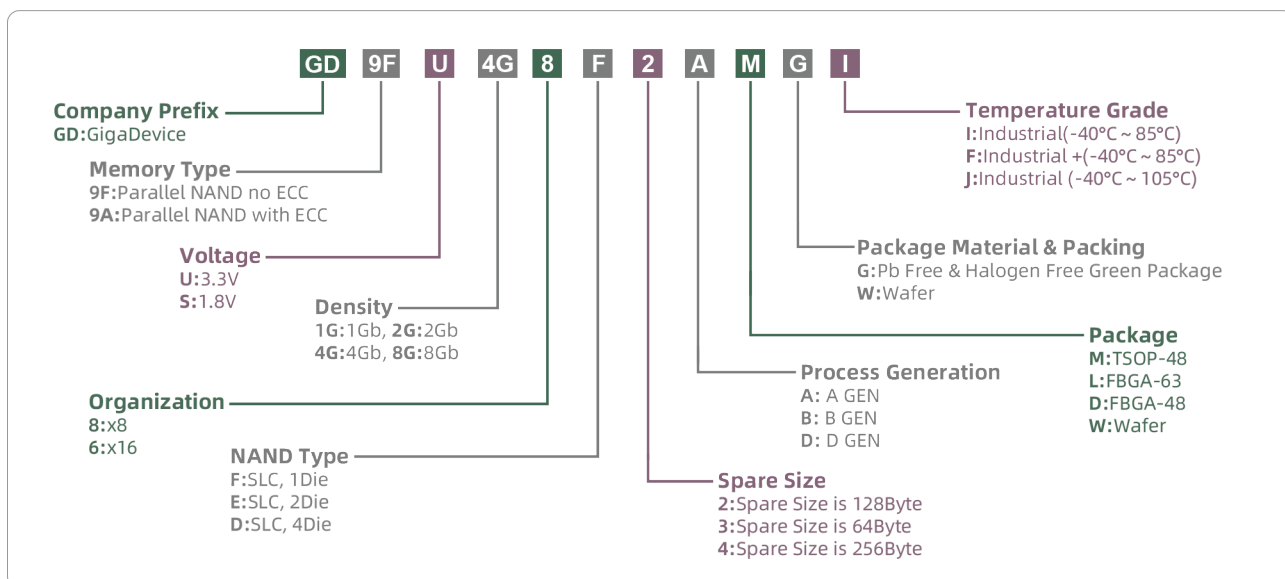 GD 9F U 4G 8 F 2 A M G I
Company Prefix
GD:GigaDevice
Memory Type
9F:Parallel NAND no ECC
9A:Parallel NAND with ECC
Voltage
U:3.3V
S:1.8V
Density
1G:1Gb, 2G:2Gb
4G:4Gb, 8G:8Gb
Organization
8:x8
6:x16
NAND Type
F:SLC, 1Die
E:SLC, 2Die
D:SLC, 4Die
Temperature Grade
I:Industrial(-40°C ~ 85°C)
F:Industrial +(-40°C ~ 85°C)
J:Industrial (-40°C ~ 105°C)
Package Material & Packing
G:Pb Free & Halogen Free Green Package
W:Wafer
Package
M:TSOP-48
L:FBGA-63
D:FBGA-48
W:Wafer
Process Generation
A: A GEN
B: B GEN
D: D GEN
Spare Size
2:Spare Size is 128Byte
3:Spare Size is 64Byte
4:Spare Size is 256Byte